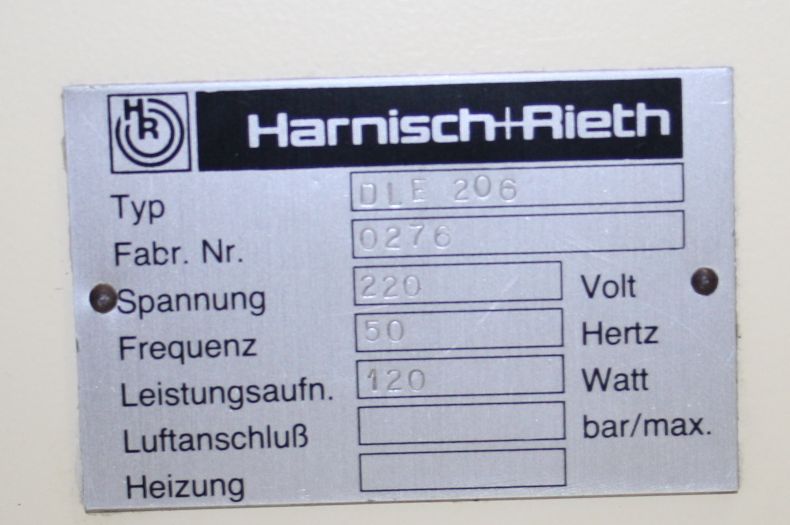 HR Harnisch+Rieth
Typ DLE 206
Fabr. Nr. 0276
Spannung 220 Volt
Frequenz 50 Hertz
Leistungsaufn. 120 Watt
Luftanschluß bar/max.
Heizung